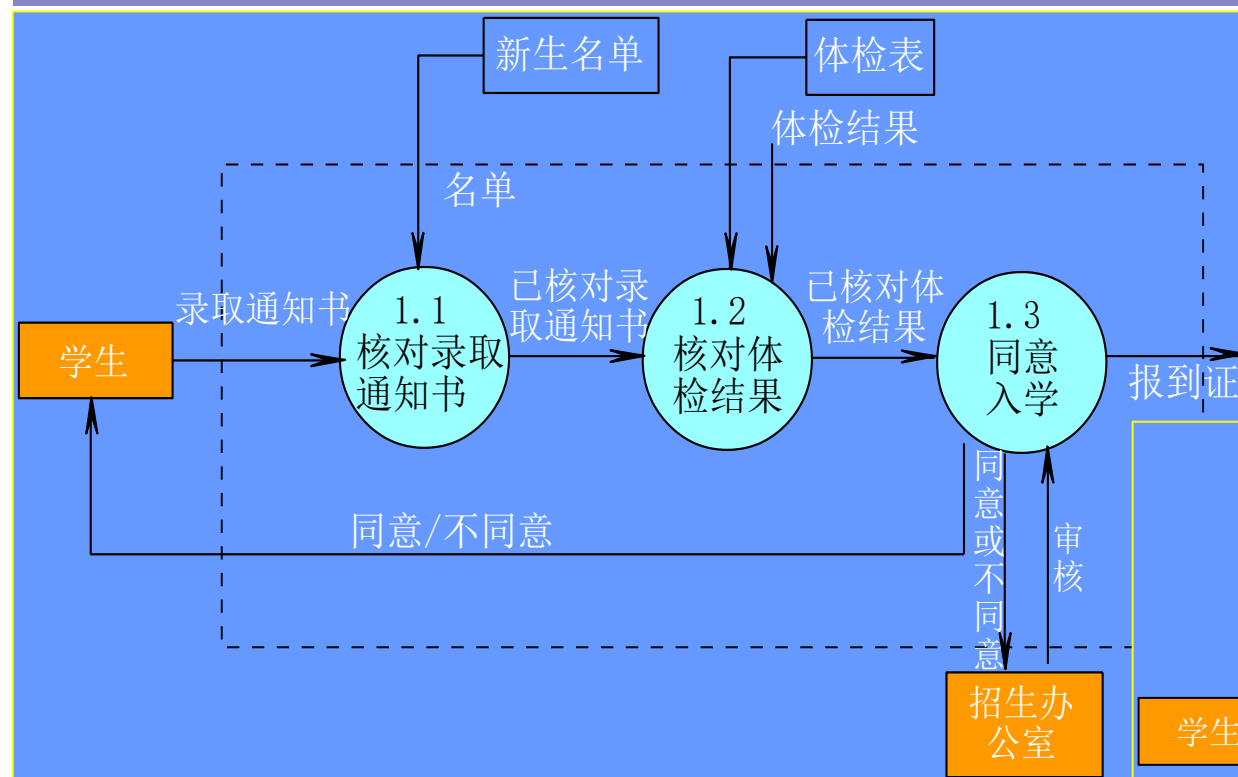 新生名单
体检表
体检结果
名单
录取通知书
已核对录
取通知书
已核对体
检结果
学生
1.1
核对录取
通知书
1.2
核对体
检结果
1.3
同意
入学
报到证
同意/不同意
同意或不同意
审核
招生办
公室
学生